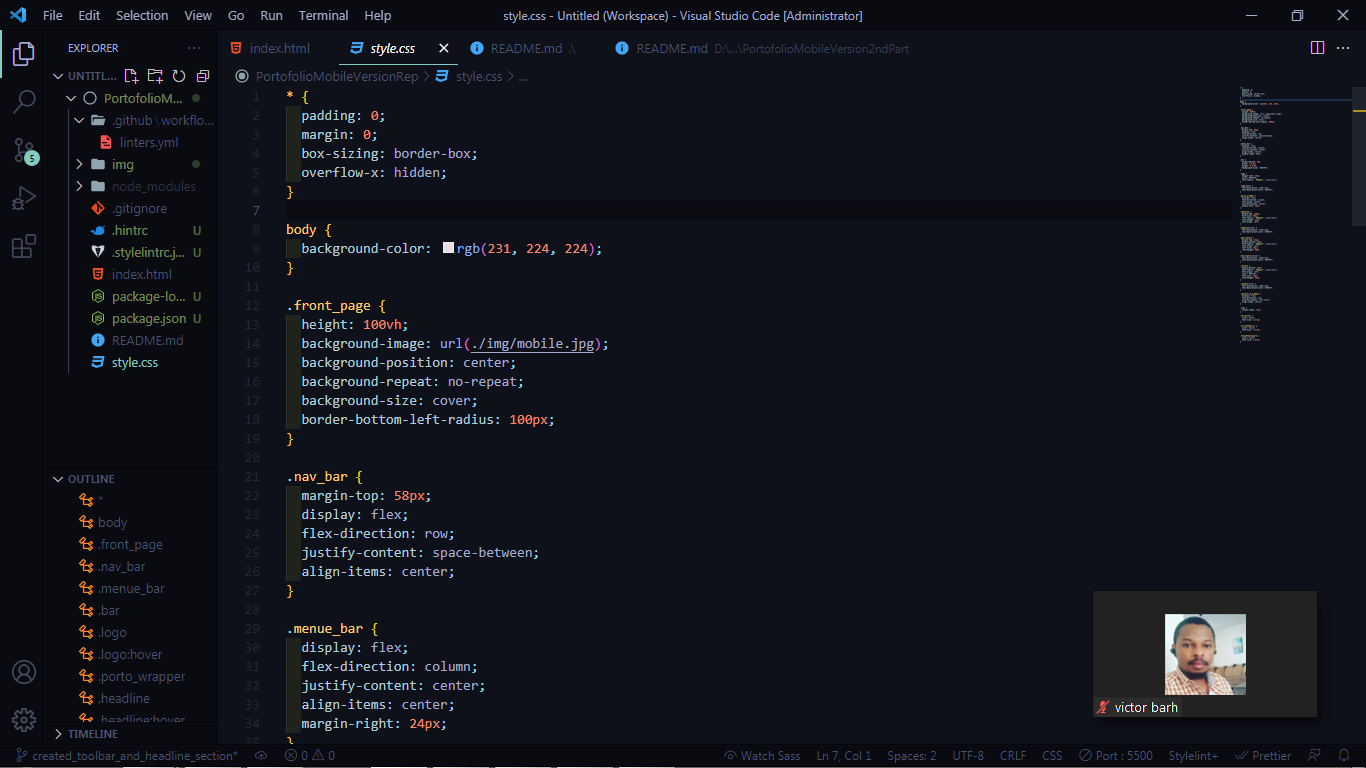 File Edit Selection View Go Run Terminal Help
style.css - Untitled (Workspace) - Visual Studio Code [Administrator]
EXPLORER
UNTITL...
PortofolioM...
.github \ workflo...
linters.yml
img
node_modules
.gitignore
.hintrc U
.stylelintrc.j... U
index.html
package-lo... U
package.json U
README.md
style.css
5
OUTLINE
*
body
.front_page
.nav_bar
.menue_bar
.bar
.logo
.logo:hover
.porto_wrapper
.headline
.headline:hover
TIMELINE
index.html
style.css
README.md .\
README.md D:\...\PortofolioMobileVersion2ndPart
PortofolioMobileVersionRep > style.css > ...
1 * {
2 padding: 0;
3 margin: 0;
4 box-sizing: border-box;
5 overflow-x: hidden;
6 }
7
8 body {
9 background-color: rgb(231, 224, 224);
10 }
11
12 .front_page {
13 height: 100vh;
14 background-image: url(./img/mobile.jpg);
15 background-position: center;
16 background-repeat: no-repeat;
17 background-size: cover;
18 border-bottom-left-radius: 100px;
19 }
20
21 .nav_bar {
22 margin-top: 58px;
23 display: flex;
24 flex-direction: row;
25 justify-content: space-between;
26 align-items: center;
27 }
28
29 .menue_bar {
30 display: flex;
31 flex-direction: column;
32 justify-content: center;
33 align-items: center;
34 margin-right: 24px;
35 }
victor barh
created_toolbar_and_headline_section* 0 0 Watch Sass Ln 7, Col 1 Spaces: 2 UTF-8 CRLF CSS Port : 5500 Stylelint+ Prettier